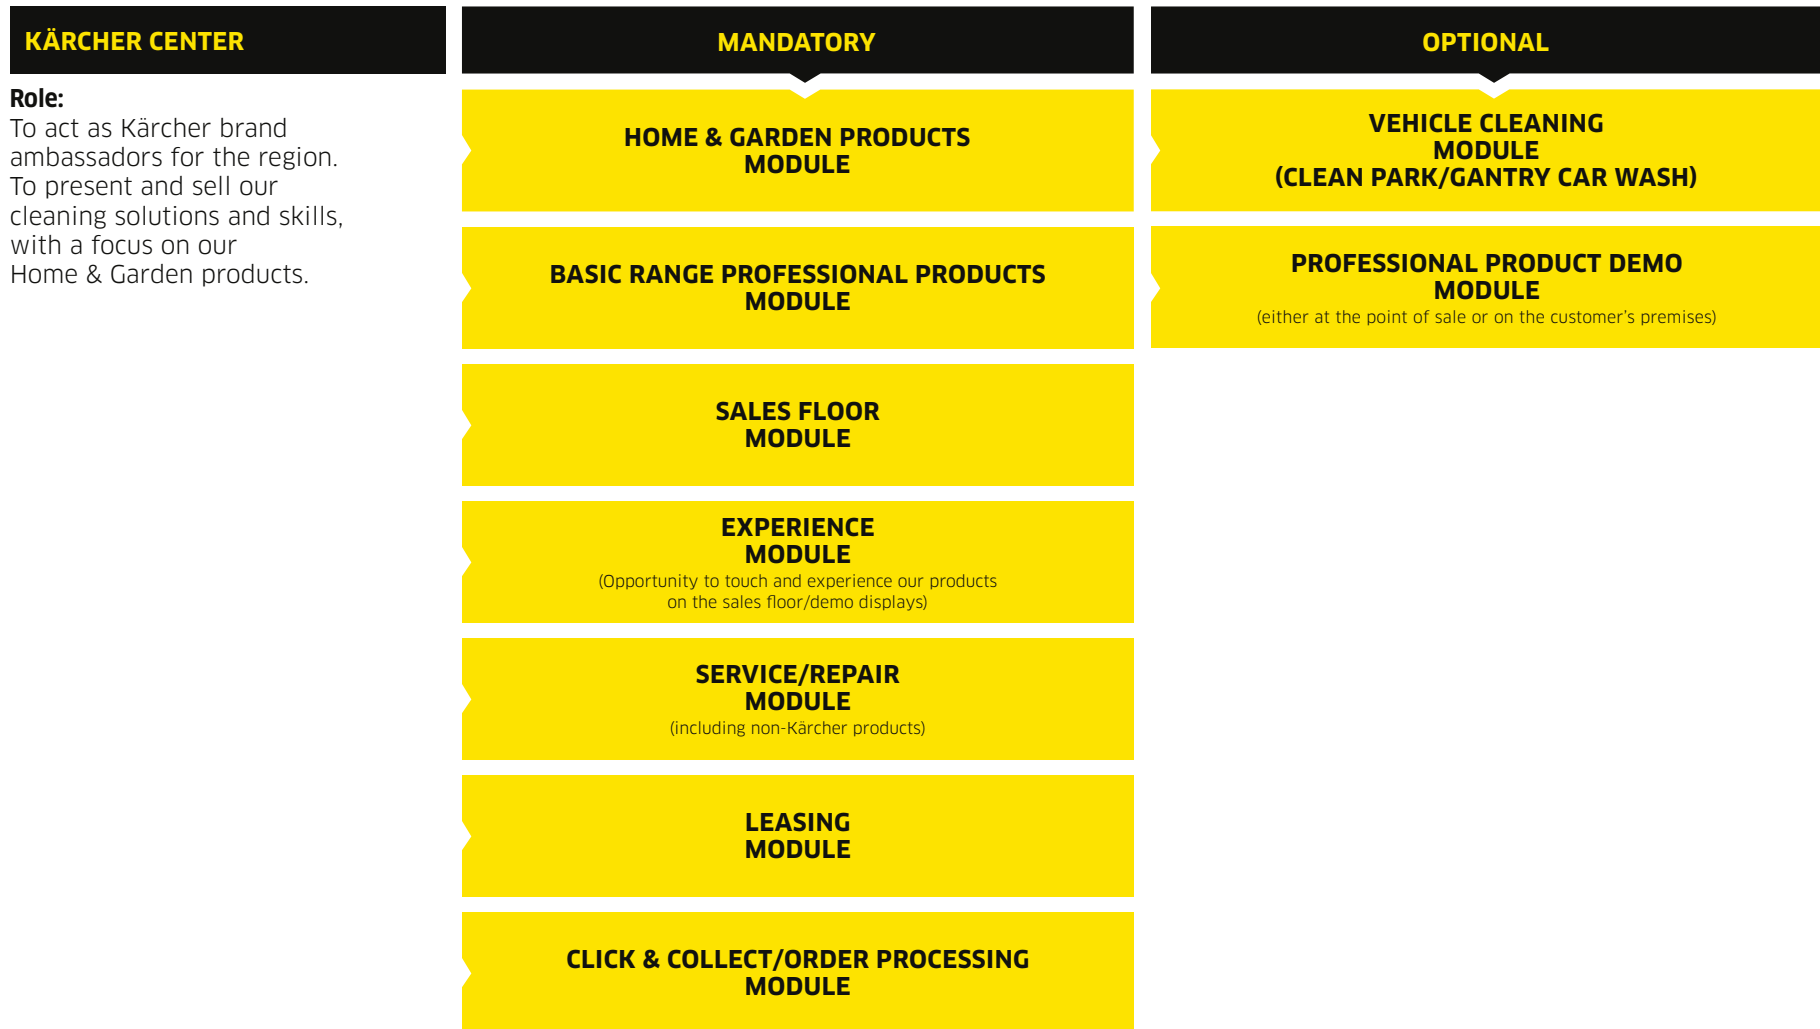 KÄRCHER CENTER
Role:
To act as Kärcher brand
ambassadors for the region.
To present and sell our
cleaning solutions and skills,
with a focus on our
Home & Garden products.
MANDATORY
HOME & GARDEN PRODUCTS
MODULE
BASIC RANGE PROFESSIONAL PRODUCTS
MODULE
SALES FLOOR
MODULE
EXPERIENCE
MODULE
(Opportunity to touch and experience our products
on the sales floor/demo displays)
SERVICE/REPAIR
MODULE
(including non-Kärcher products)
LEASING
MODULE
CLICK & COLLECT/ORDER PROCESSING
MODULE
OPTIONAL
VEHICLE CLEANING
MODULE
(CLEAN PARK/GANTRY CAR WASH)
PROFESSIONAL PRODUCT DEMO
MODULE
(either at the point of sale or on the customer's premises)